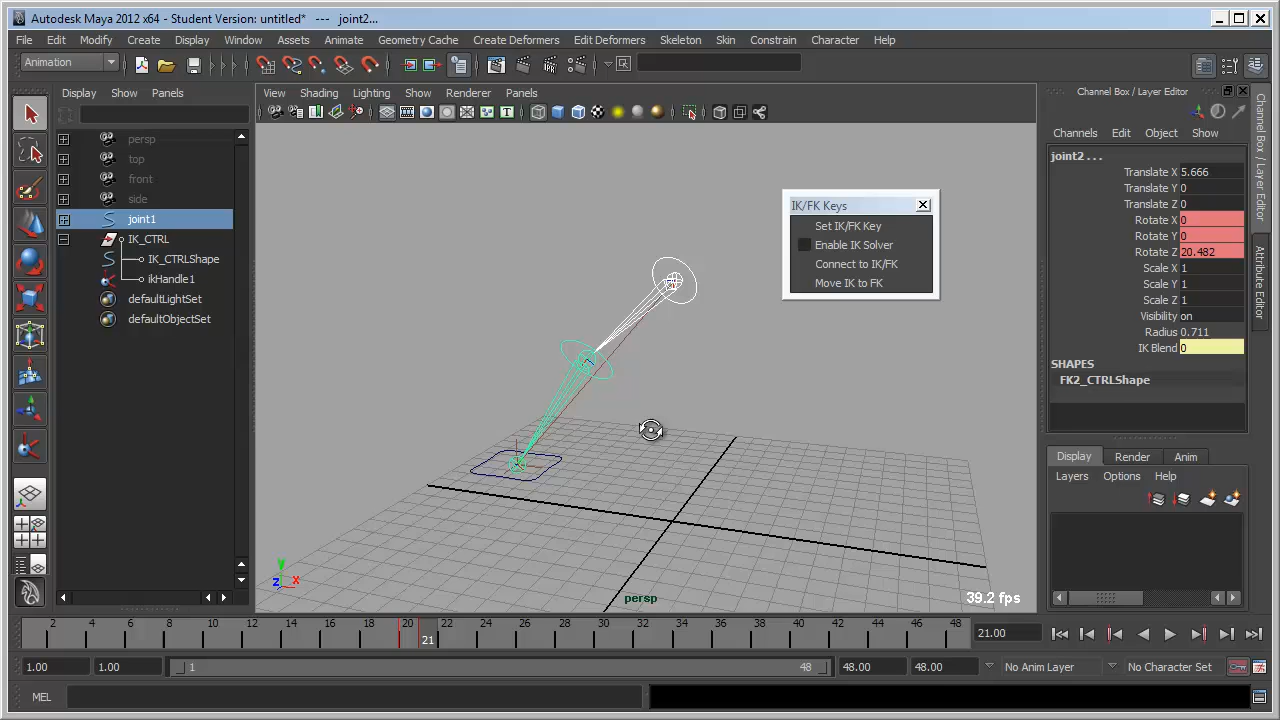 Autodesk Maya 2012 x64 - Student Version: untitled* --- joint2...
File Edit Modify Create Display Window Assets Animate Geometry Cache Create Deformers Edit Deformers Skeleton Skin Constrain Character Help
Animation
Display Show Panels
View Shading Lighting Show Renderer Panels
persp
top
front
side
joint1
IK_CTRL
IK_CTRLShape
ikHandle1
defaultLightSet
defaultObjectSet
IK/FK Keys
Set IK/FK Key
Enable IK Solver
Connect to IK/FK
Move IK to FK
y
z x
persp
39.2 fps
Channel Box / Layer Editor
Channels Edit Object Show
joint2 . . .
Translate X 5.666
Translate Y 0
Translate Z 0
Rotate X 0
Rotate Y 0
Rotate Z 20.482
Scale X 1
Scale Y 1
Scale Z 1
Visibility on
Radius 0.711
IK Blend 0
SHAPES
FK2_CTRLShape
Display Render Anim
Layers Options Help
Channel Box / Layer Editor
Attribute Editor
2 4 6 8 10 12 14 16 18 20 22 24 26 28 30 32 34 36 38 40 42 44 46 48
21
21.00
1.00 1.00 1 48 48.00 48.00 No Anim Layer No Character Set
MEL